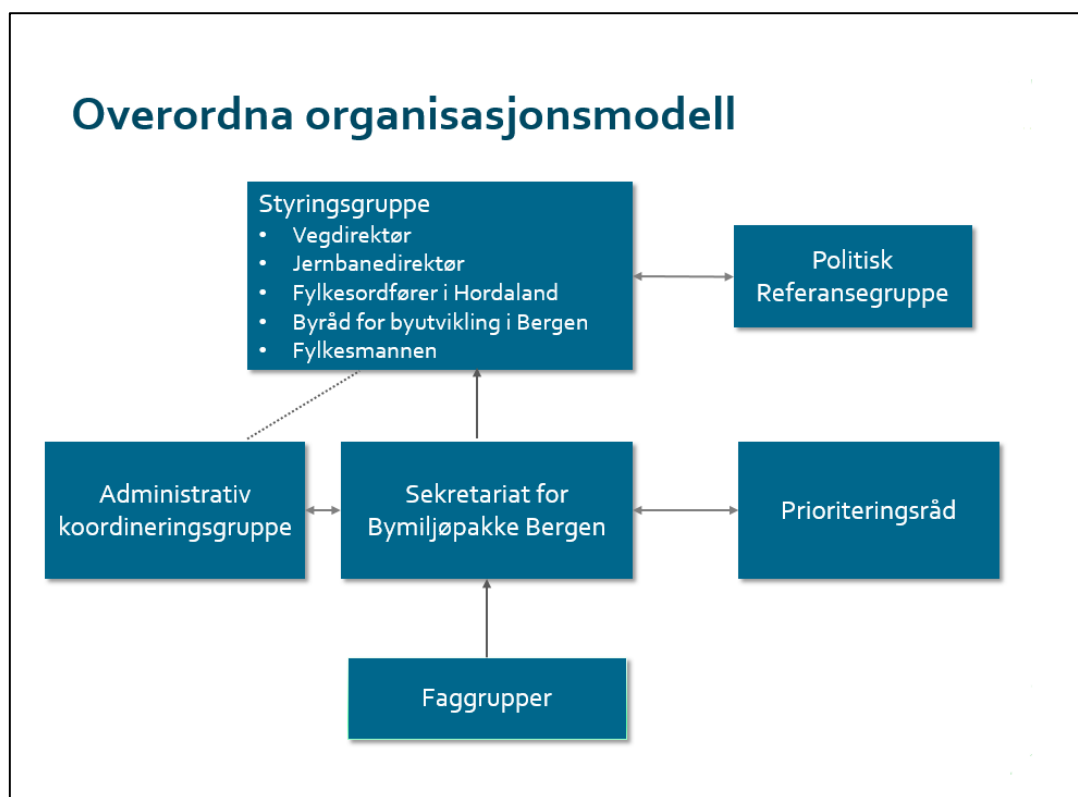 Overordna organisasjonsmodell
Styringsgruppe
• Vegdirektør
• Jernbanedirektør
• Fylkesordfører i Hordaland
• Byråd for byutvikling i Bergen
• Fylkesmannen
Politisk
Referansegruppe
Administrativ
koordineringsgruppe
Sekretariat for
Bymiljøpakke Bergen
Prioriteringsråd
Faggrupper